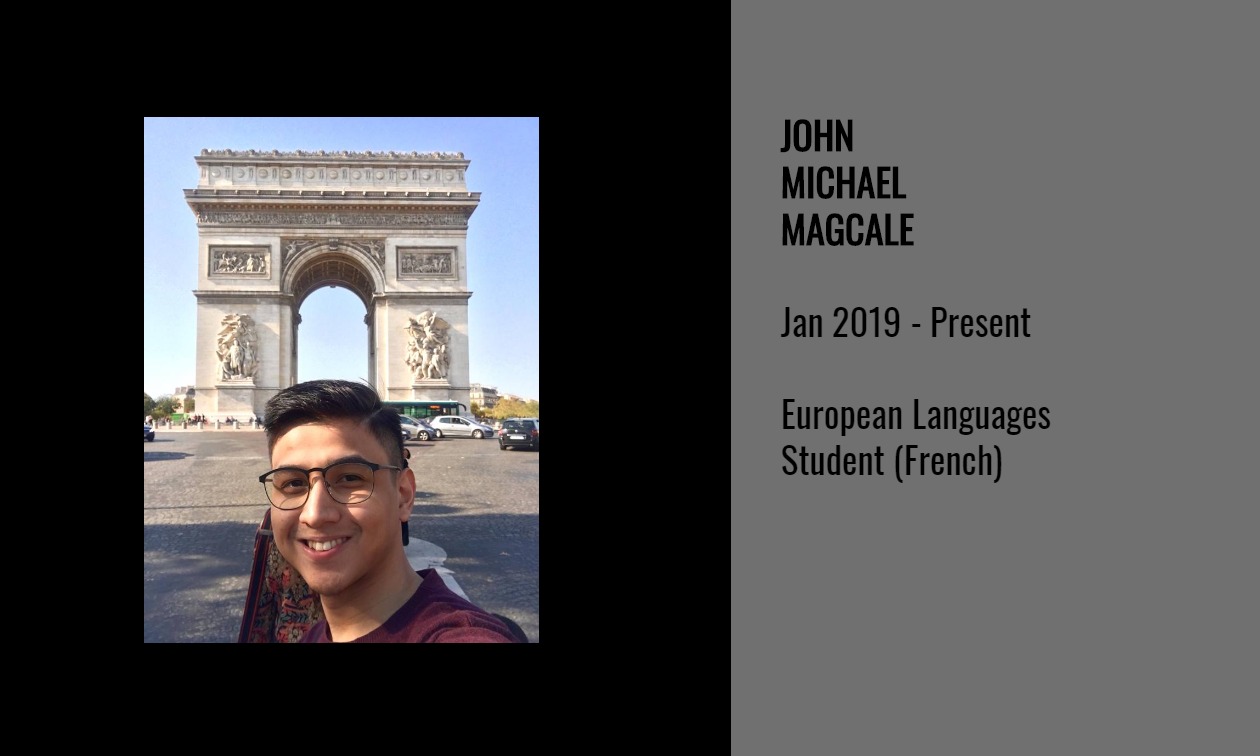 JOHN
MICHAEL
MAGCALE
Jan 2019 - Present
European Languages
Student (French)